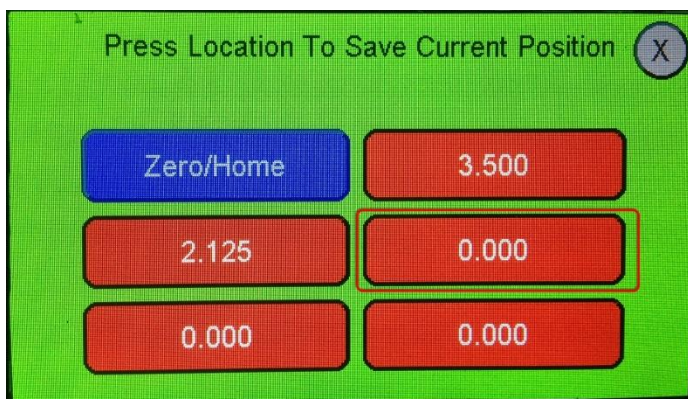 Press Location To Save Current Position X
Zero/Home 3.500
2.125 0.000
0.000 0.000